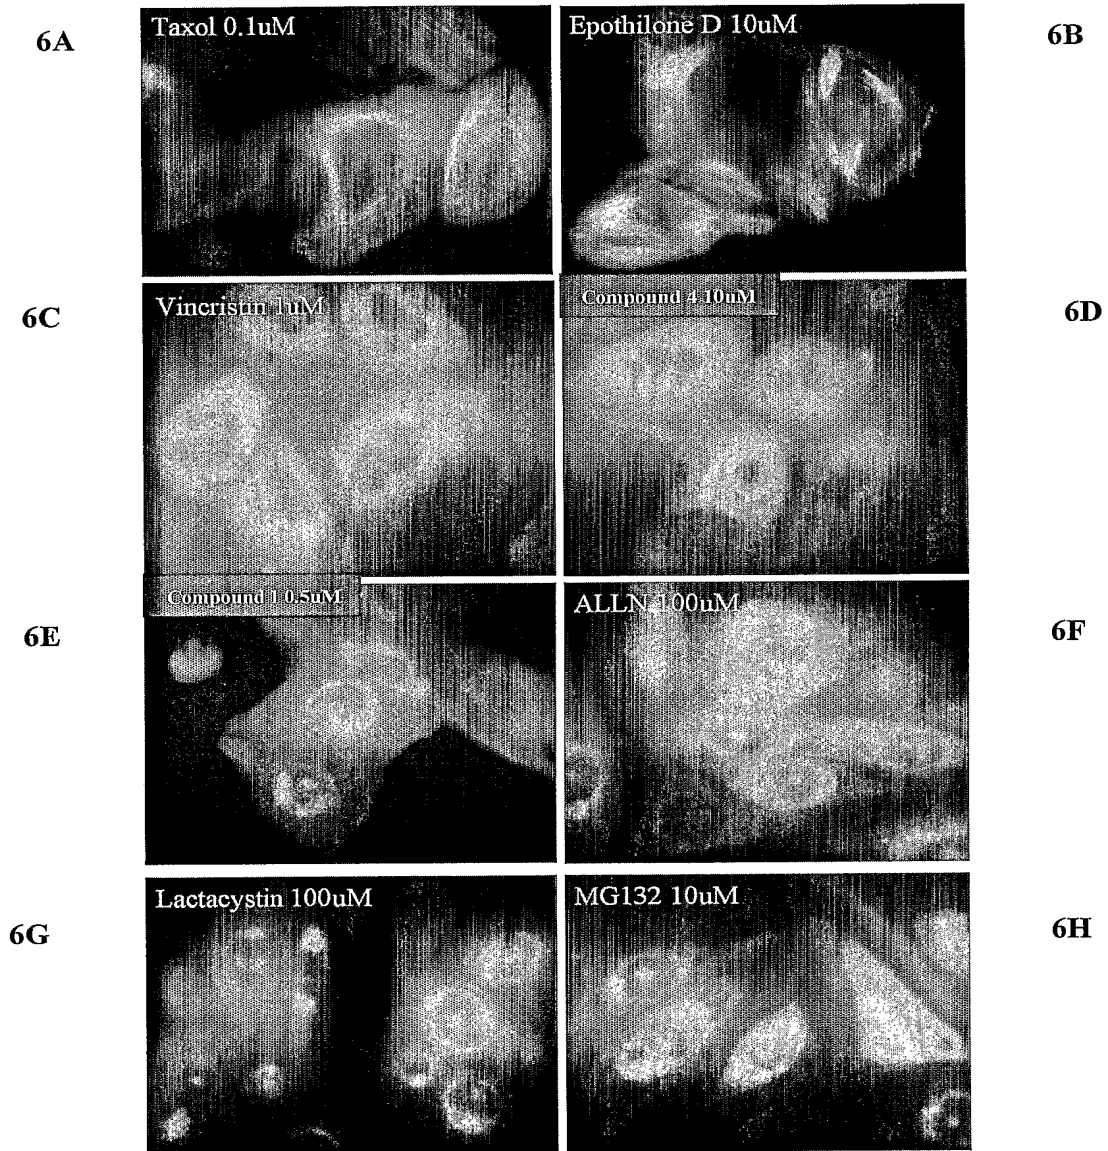 6A
Taxol 0.1uM
Epothilone D 10uM
6B
6C
Vincristin 1uM
Compound 4 10uM
6D
6E
Compound 1 0.5uM
ALLN 100uM
6F
6G
Lactacystin 100uM
MG132 10uM
6H